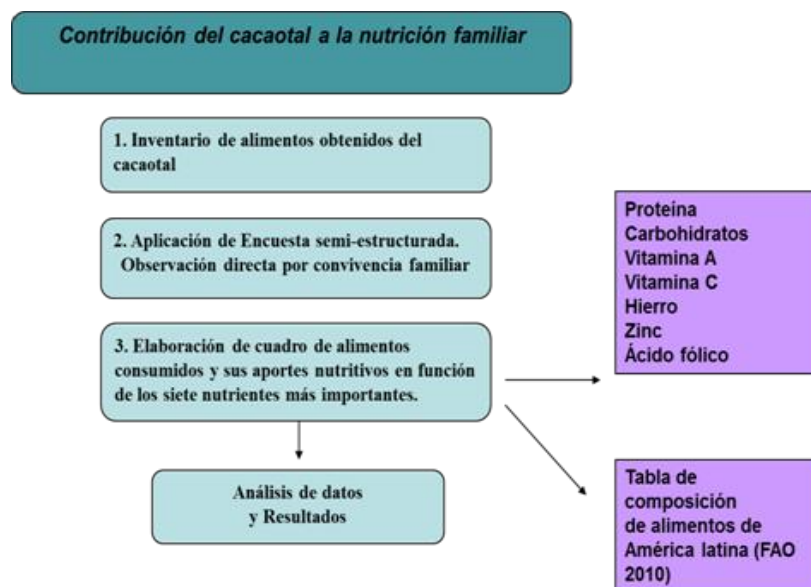 Contribución del cacaotal a la nutrición familiar
1. Inventario de alimentos obtenidos del
cacaotal
2. Aplicación de Encuesta semi-estructurada.
Observación directa por convivencia familiar
3. Elaboración de cuadro de alimentos
consumidos y sus aportes nutritivos en función
de los siete nutrientes más importantes.
Análisis de datos
y Resultados
Proteína
Carbohidratos
Vitamina A
Vitamina C
Hierro
Zinc
Ácido fólico
Tabla de
composición
de alimentos de
América latina (FAO
2010)